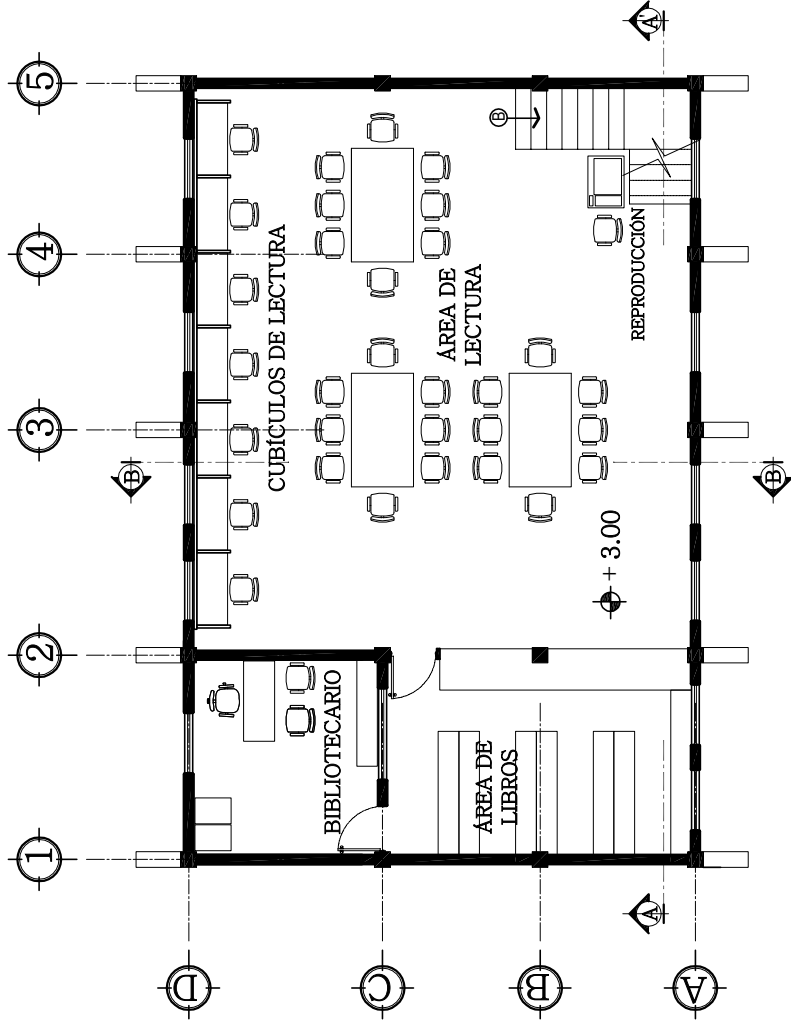 1 2 3 4 5
B
D
CUBÍCULOS DE LECTURA
BIBLIOTECARIO
C
ÁREA DE
LECTURA
ÁREA DE
LIBROS
B
B
+ 3.00
REPRODUCCIÓN
A
A'
A
B'